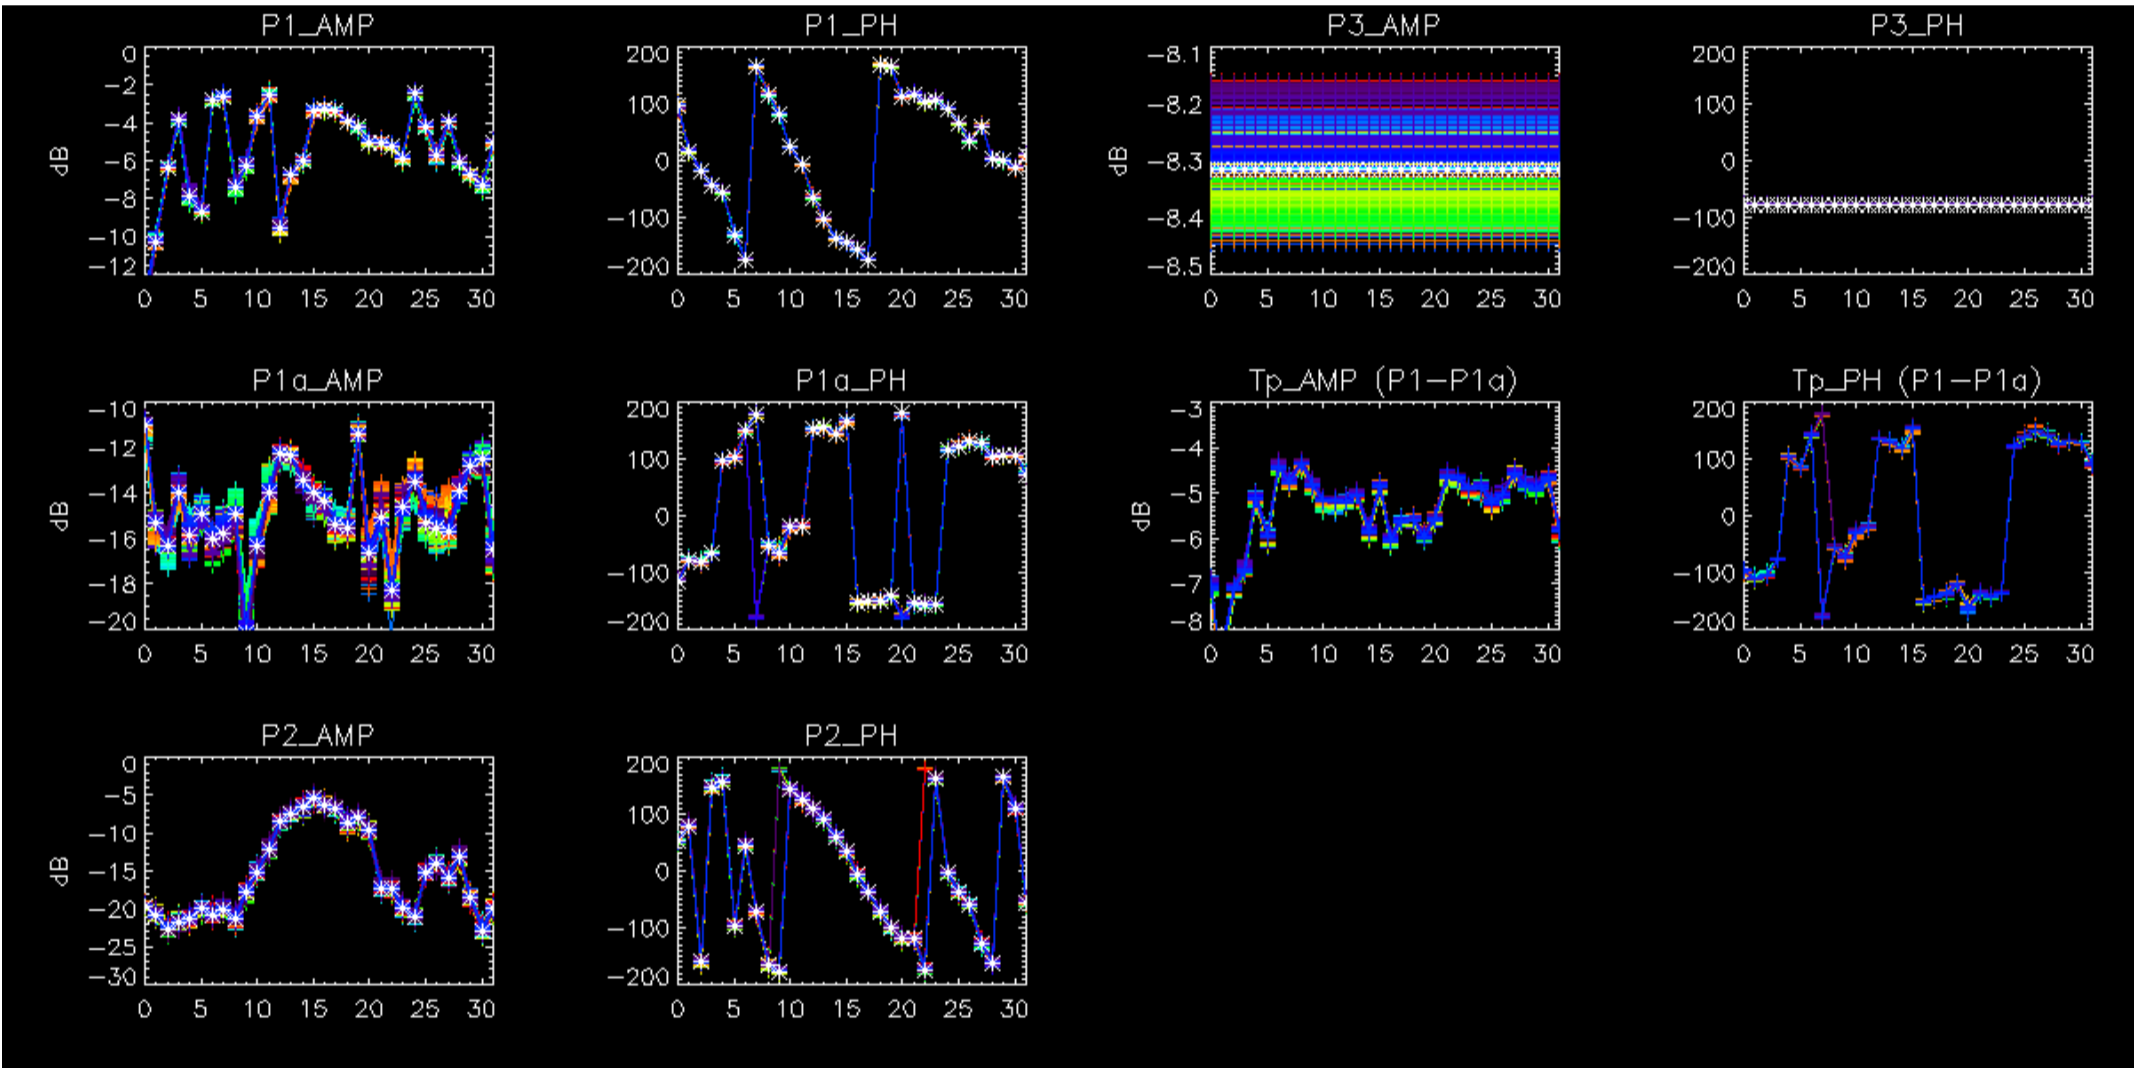 P1_AMP
0
-2
-4
-6
-8
-10
-12
dB
0 5 10 15 20 25 30
P1_PH
200
100
0
-100
-200
0 5 10 15 20 25 30
P3_AMP
-8.1
-8.2
-8.3
-8.4
-8.5
dB
0 5 10 15 20 25 30
P3_PH
200
100
0
-100
-200
0 5 10 15 20 25 30
P1a_AMP
-10
-12
-14
-16
-18
-20
dB
0 5 10 15 20 25 30
P1a_PH
200
100
0
-100
-200
0 5 10 15 20 25 30
Tp_AMP (P1-P1a)
-3
-4
-5
-6
-7
-8
dB
0 5 10 15 20 25 30
Tp_PH (P1-P1a)
200
100
0
-100
-200
0 5 10 15 20 25 30
P2_AMP
0
-5
-10
-15
-20
-25
-30
dB
0 5 10 15 20 25 30
P2_PH
200
100
0
-100
-200
0 5 10 15 20 25 30